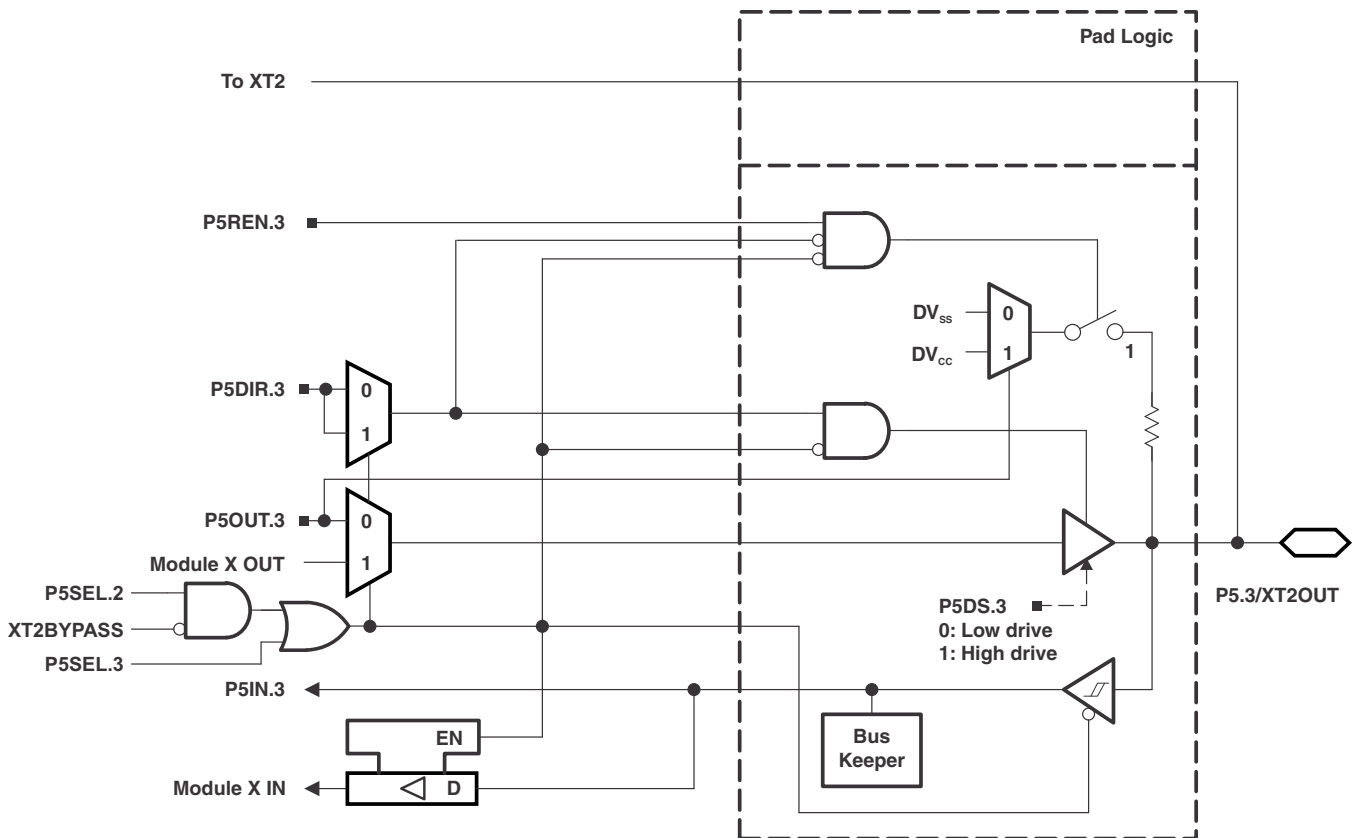 Pad Logic
To XT2
P5REN.3
DVss
0
DVcc
1
1
P5DIR.3
0
1
P5OUT.3
0
Module X OUT
1
P5SEL.2
XT2BYPASS
P5SEL.3
P5DS.3
0: Low drive
1: High drive
P5.3/XT2OUT
P5IN.3
EN
Bus
Keeper
Module X IN
D